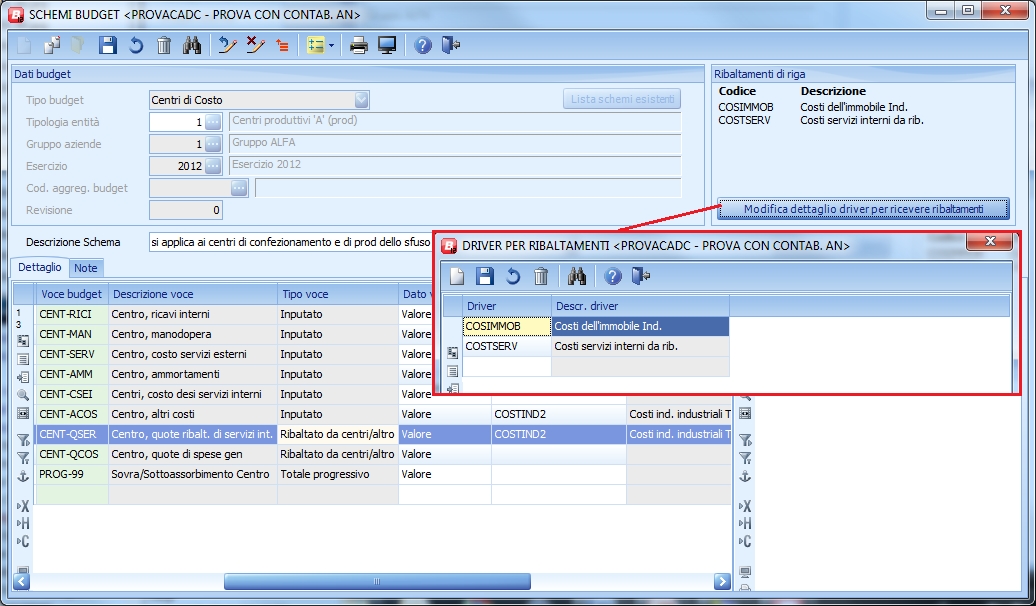 SCHEMI BUDGET <PROVACADC - PROVA CON CONTAB. AN>
Dati budget
Tipo budget Centri di Costo Lista schemi esistenti
Tipologia entità 1 Centri produttivi 'A' (prod)
Gruppo aziende 1 Gruppo ALFA
Esercizio 2012 Esercizio 2012
Cod. aggreg. budget
Revisione 0
Ribaltamenti di riga
Codice Descrizione
COSIMMOB Costi dell'immobile Ind.
COSTSERV Costi servizi interni da rib.
Modifica dettaglio driver per ricevere ribaltamenti
Descrizione Schema si applica ai centri di confezionamento e di prod dello sfuso
DRIVER PER RIBALTAMENTI <PROVACADC - PROVA CON CONTAB. AN>
Driver Descr. driver
COSIMMOB Costi dell'immobile Ind.
COSTSERV Costi servizi interni da rib.
Dettaglio Note
Voce budget Descrizione voce Tipo voce Dato v
CENT-RICI Centro, ricavi interni Inputato Valore
CENT-MAN Centro, manodopera Inputato Valore
CENT-SERV Centro, costo servizi esterni Inputato Valore
CENT-AMM Centro, ammortamenti Inputato Valore
CENT-CSEI Centri, costo desi servizi interni Inputato Valore
CENT-ACOS Centro, altri costi Inputato Valore COSTIND2 Costi ind. industriali T
CENT-QSER Centro, quote ribalt. di servizi int. Ribaltato da centri/altro Valore COSTIND2 Costi ind. industriali T
CENT-QCOS Centro, quote di spese gen Ribaltato da centri/altro Valore
PROG-99 Sovra/Sottoassorbimento Centro Totale progressivo Valore
1
3
X
H
C
X
H
C